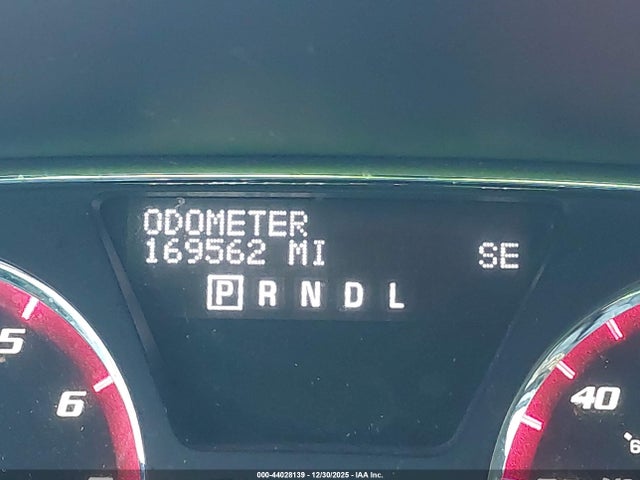 ODOMETER
169562 MI SE
P R N D L
5
6
40
000-44028139 - 12/30/2025 - IAA Inc.